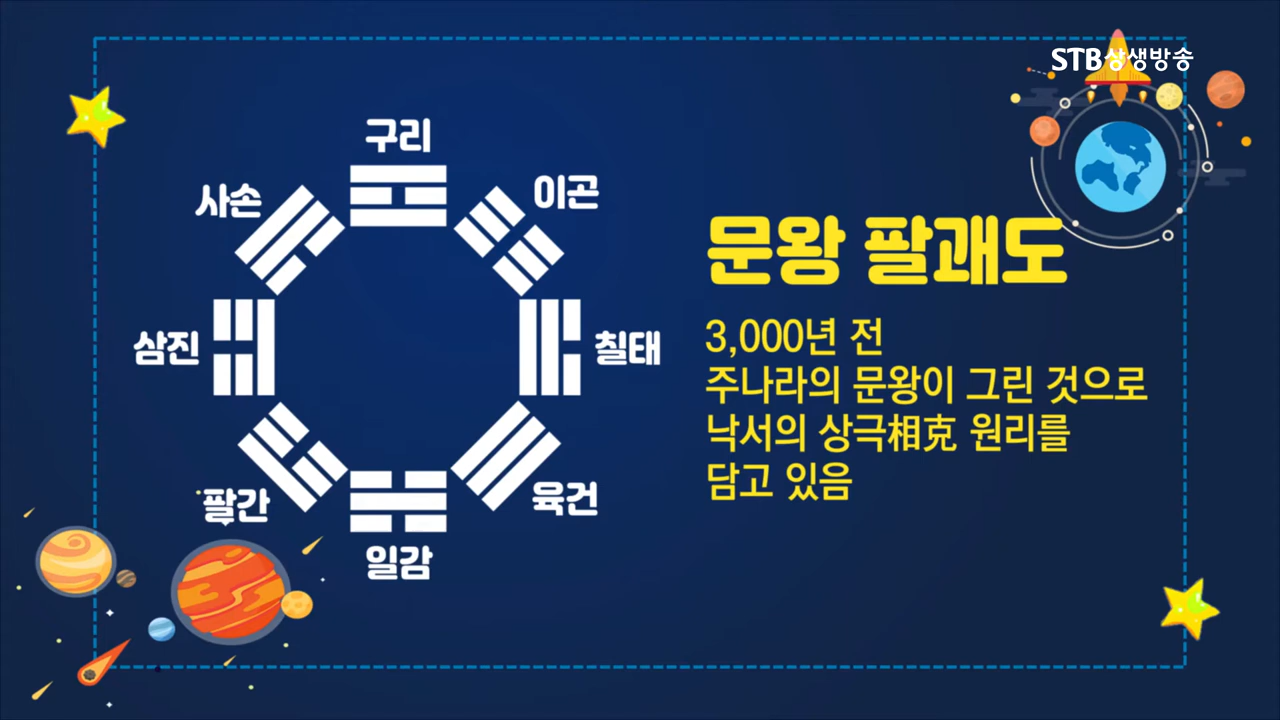 STB상생방송
구리
사손
이곤
삼진
칠태
팔간
육건
일감
문왕 팔괘도
3,000년 전
주나라의 문왕이 그린 것으로
낙서의 상극相克 원리를
담고 있음